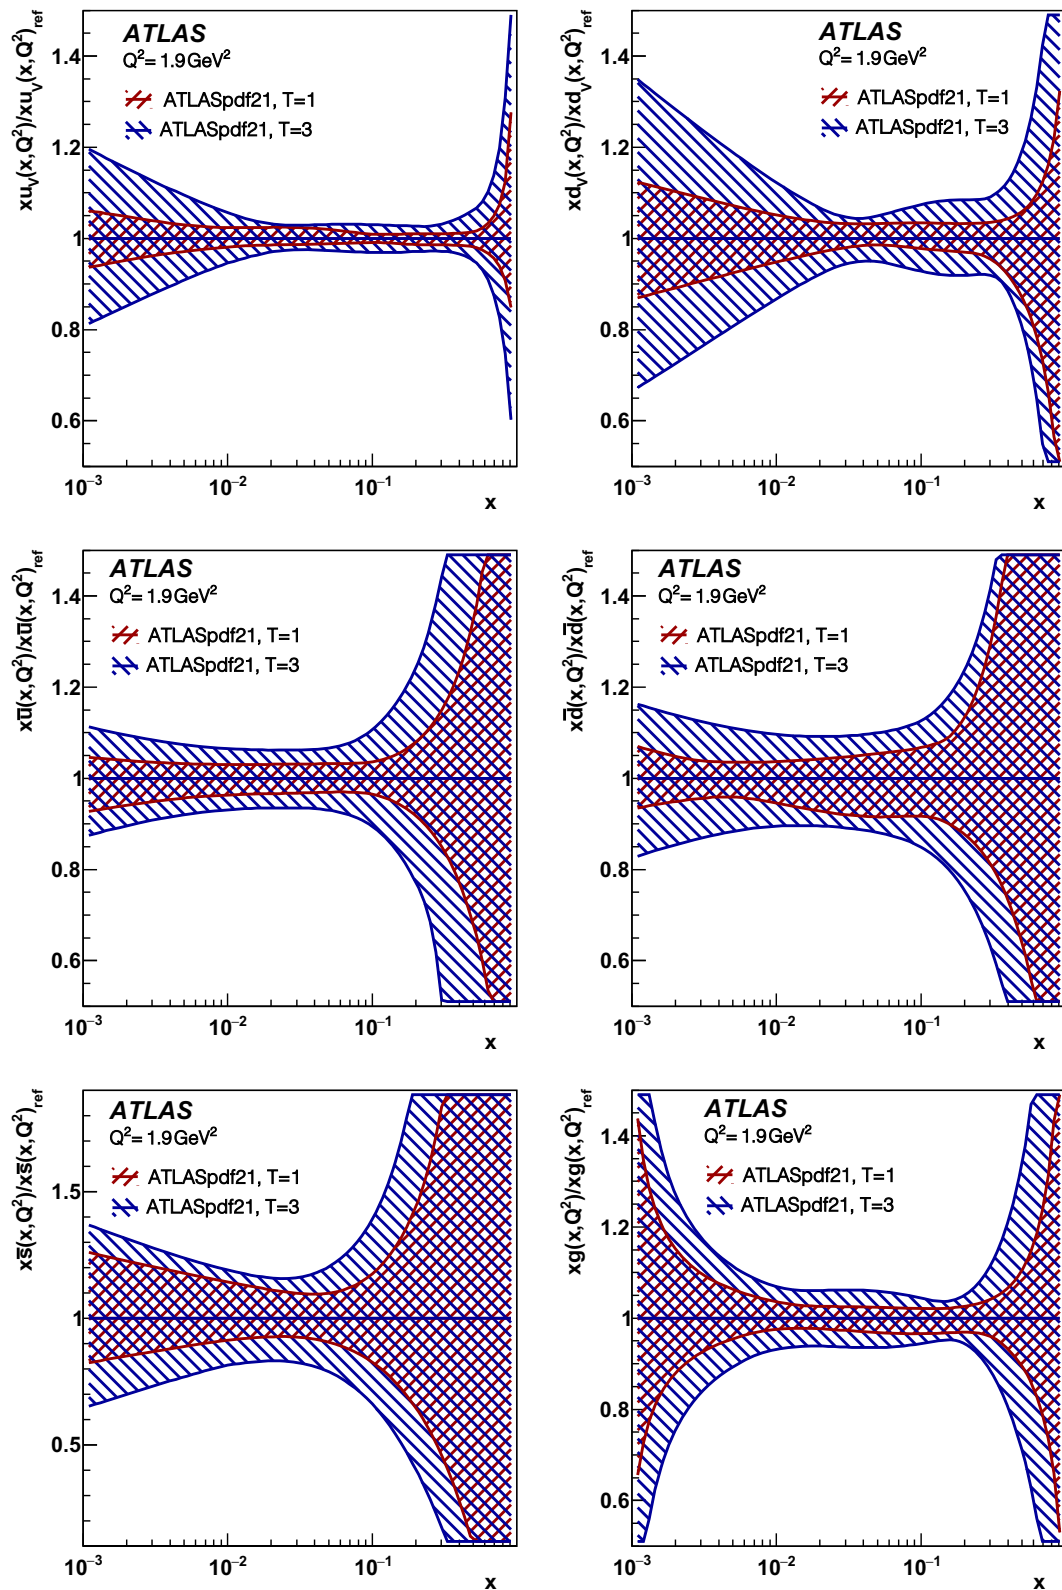 xu_V(x,Q²)/xu_V(x,Q²)_ref
ATLAS
Q²= 1.9 GeV²
ATLASpdf21, T=1
ATLASpdf21, T=3
1.4
1.2
1
0.8
0.6
10⁻³ 10⁻² 10⁻¹
x
xd_V(x,Q²)/xd_V(x,Q²)_ref
ATLAS
Q²= 1.9 GeV²
ATLASpdf21, T=1
ATLASpdf21, T=3
1.4
1.2
1
0.8
0.6
10⁻³ 10⁻² 10⁻¹
x
xū(x,Q²)/xū(x,Q²)_ref
ATLAS
Q²= 1.9 GeV²
ATLASpdf21, T=1
ATLASpdf21, T=3
1.4
1.2
1
0.8
0.6
10⁻³ 10⁻² 10⁻¹
x
xd̅(x,Q²)/xd̅(x,Q²)_ref
ATLAS
Q²= 1.9 GeV²
ATLASpdf21, T=1
ATLASpdf21, T=3
1.4
1.2
1
0.8
0.6
10⁻³ 10⁻² 10⁻¹
x
xs̅(x,Q²)/xs̅(x,Q²)_ref
ATLAS
Q²= 1.9 GeV²
ATLASpdf21, T=1
ATLASpdf21, T=3
1.5
1
0.5
10⁻³ 10⁻² 10⁻¹
x
xg(x,Q²)/xg(x,Q²)_ref
ATLAS
Q²= 1.9 GeV²
ATLASpdf21, T=1
ATLASpdf21, T=3
1.4
1.2
1
0.8
0.6
10⁻³ 10⁻² 10⁻¹
x